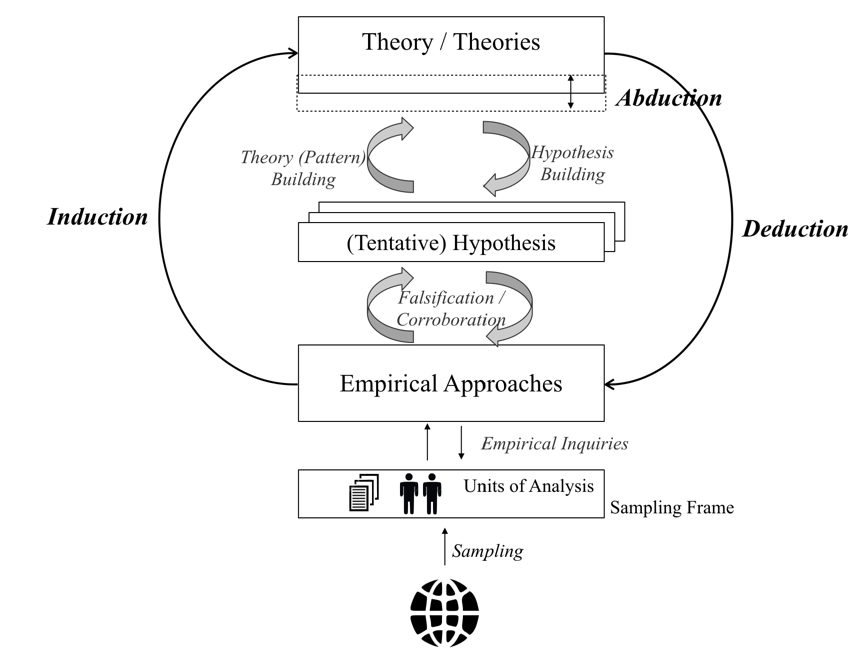 Theory / Theories
Abduction
Theory (Pattern)
Building
Hypothesis
Building
Induction
(Tentative) Hypothesis
Deduction
Falsification /
Corroboration
Empirical Approaches
Empirical Inquiries
Units of Analysis
Sampling Frame
Sampling